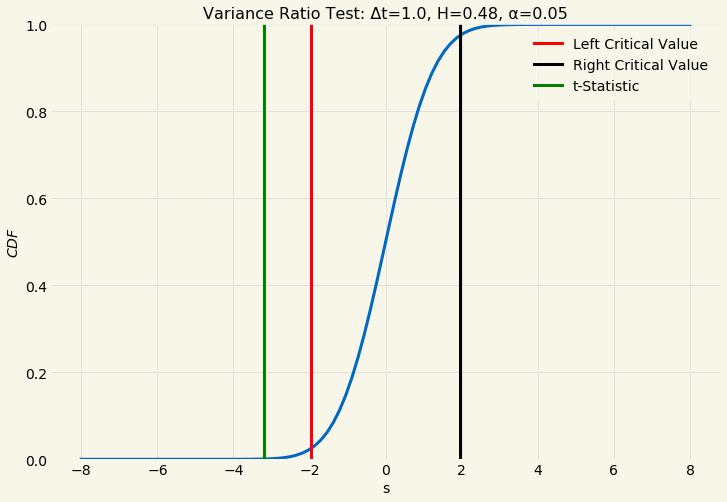 Variance Ratio Test: Δt=1.0, H=0.48, α=0.05
Left Critical Value
Right Critical Value
t-Statistic
CDF
1.0
0.8
0.6
0.4
0.2
0.0
−8 −6 −4 −2 0 2 4 6 8
s